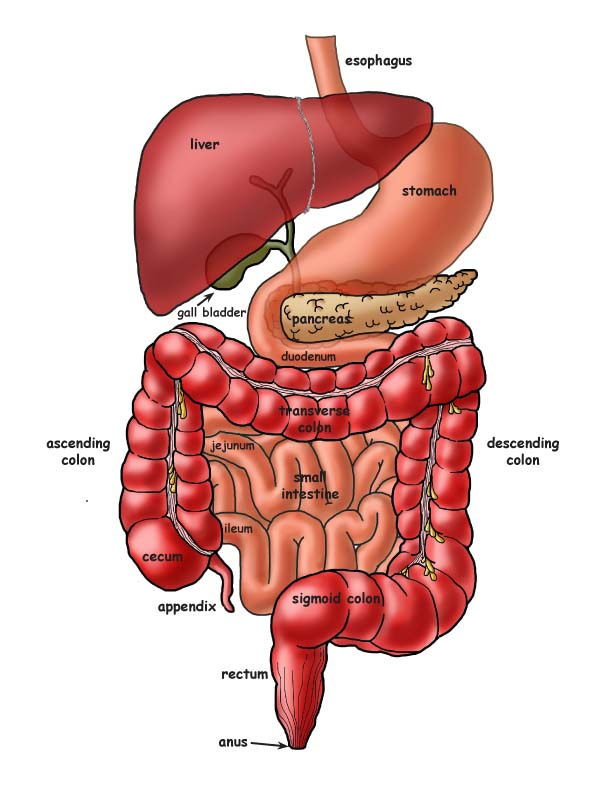 esophagus
liver
stomach
gall bladder
pancreas
duodenum
transverse
colon
ascending
colon
jejunum
descending
colon
small
intestine
ileum
cecum
appendix
sigmoid colon
rectum
anus